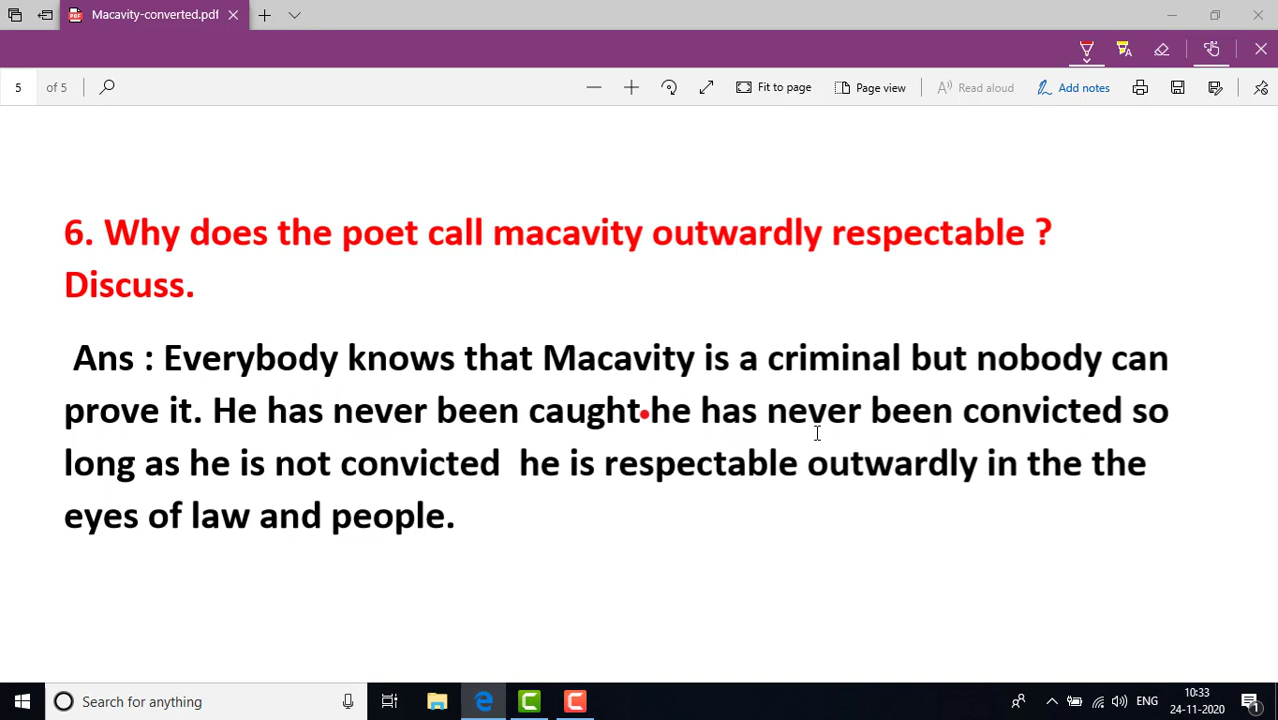 Macavity-converted.pdf
5 of 5 Fit to page Page view Read aloud Add notes
6. Why does the poet call macavity outwardly respectable ?
Discuss.
Ans : Everybody knows that Macavity is a criminal but nobody can
prove it. He has never been caught he has never been convicted so
long as he is not convicted he is respectable outwardly in the the
eyes of law and people.
Search for anything
ENG 10:33
24-11-2020